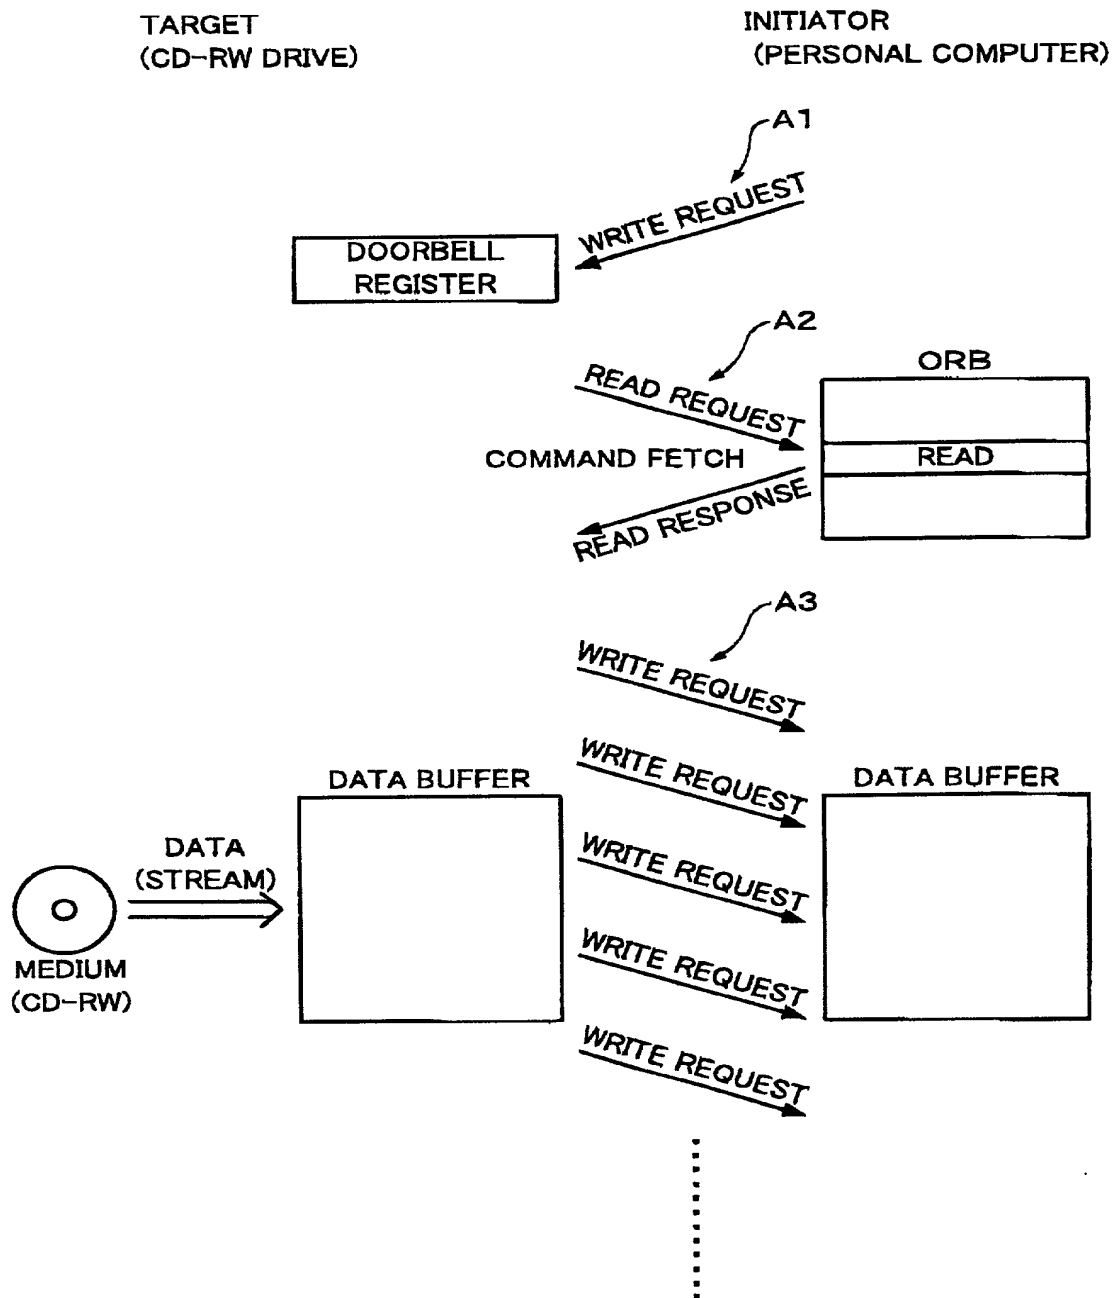 TARGET
(CD-RW DRIVE)
INITIATOR
(PERSONAL COMPUTER)
A1
WRITE REQUEST
DOORBELL
REGISTER
A2
READ REQUEST
ORB
COMMAND FETCH
READ
READ RESPONSE
A3
WRITE REQUEST
WRITE REQUEST
DATA BUFFER
DATA BUFFER
DATA
(STREAM)
WRITE REQUEST
MEDIUM
(CD-RW)
WRITE REQUEST
WRITE REQUEST